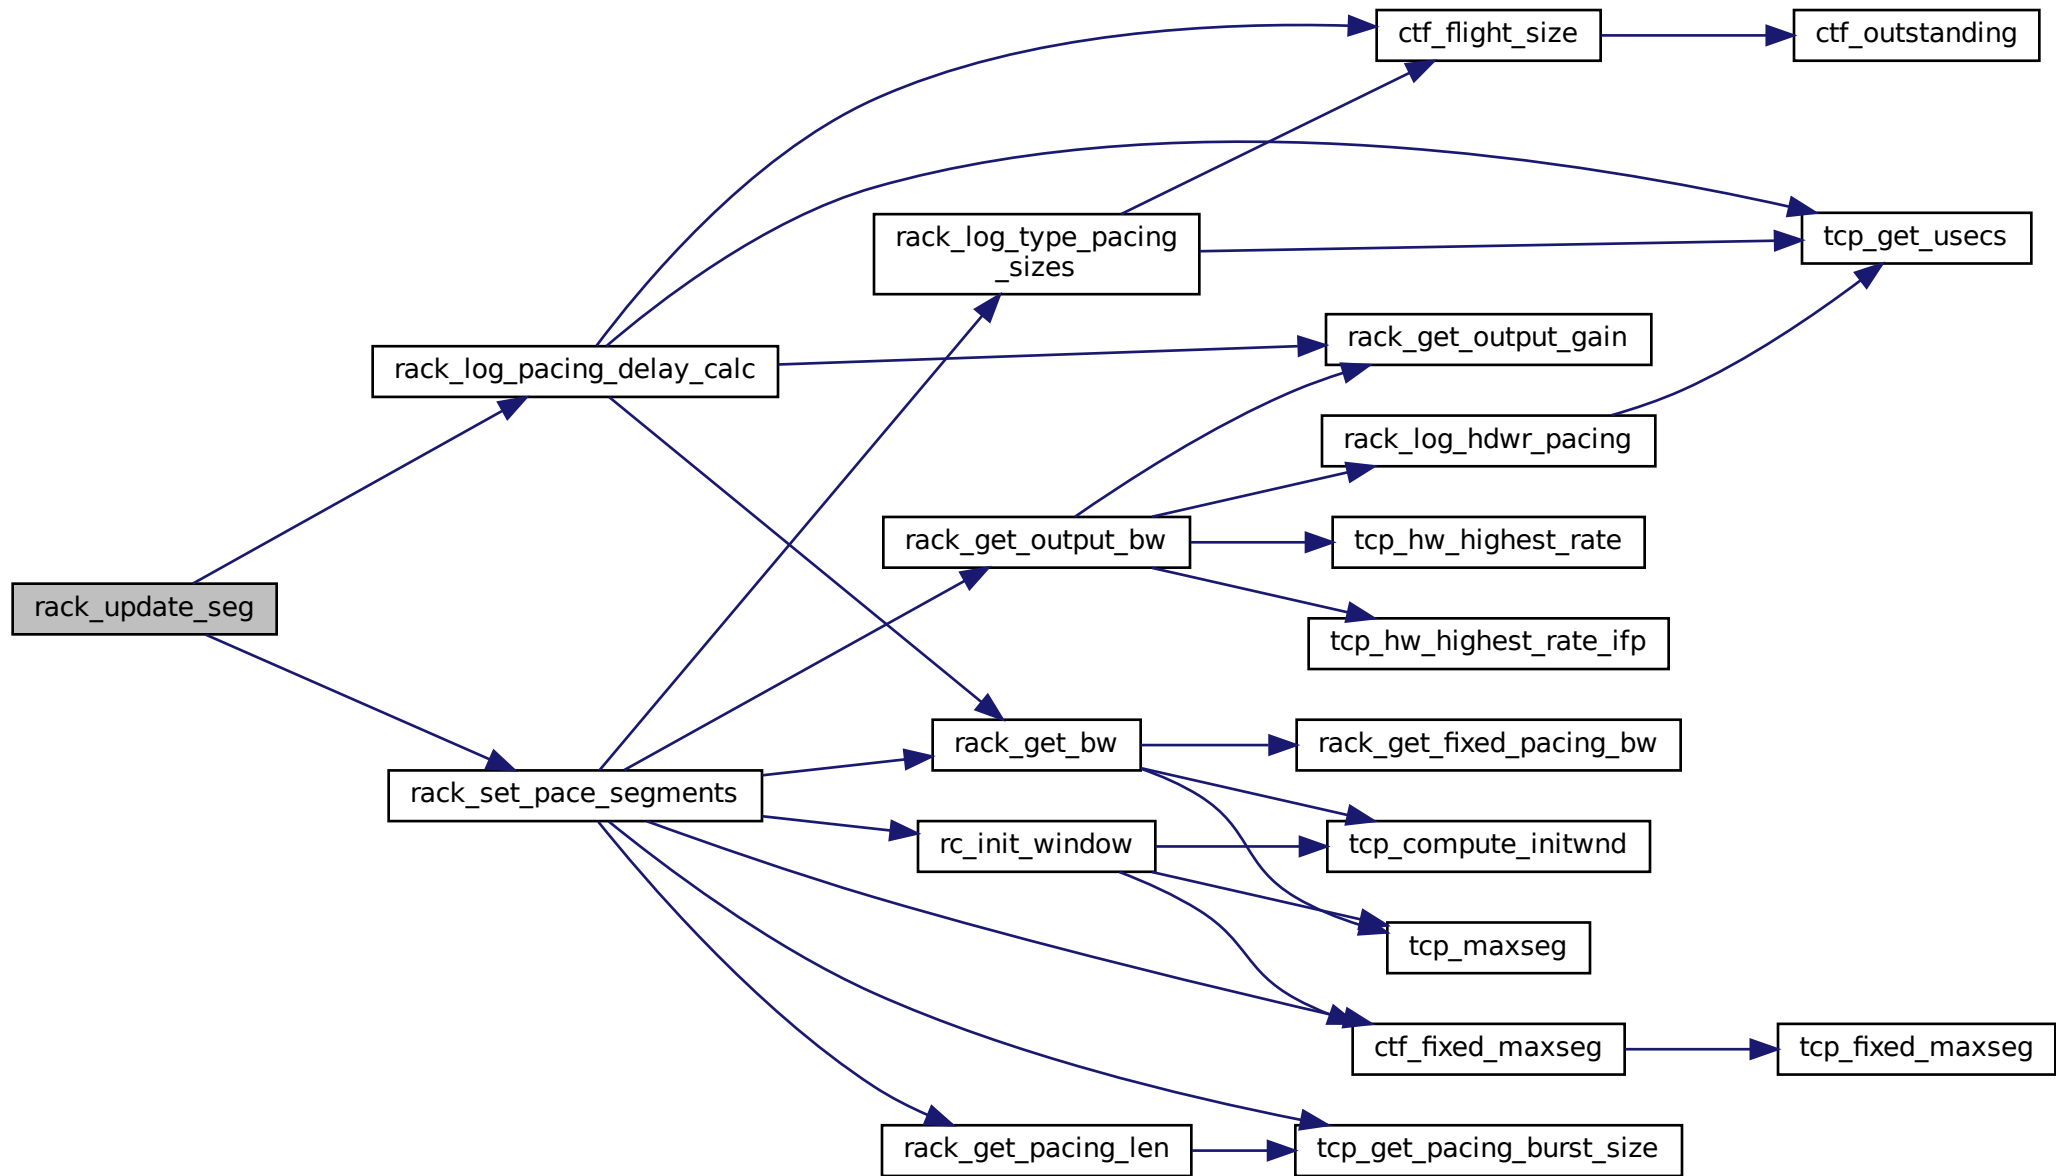 ctf_flight_size
ctf_outstanding
rack_log_type_pacing
_sizes
tcp_get_usecs
rack_get_output_gain
rack_log_pacing_delay_calc
rack_log_hdwr_pacing
rack_get_output_bw
tcp_hw_highest_rate
rack_update_seg
tcp_hw_highest_rate_ifp
rack_get_bw
rack_get_fixed_pacing_bw
rack_set_pace_segments
rc_init_window
tcp_compute_initwnd
tcp_maxseg
ctf_fixed_maxseg
tcp_fixed_maxseg
rack_get_pacing_len
tcp_get_pacing_burst_size